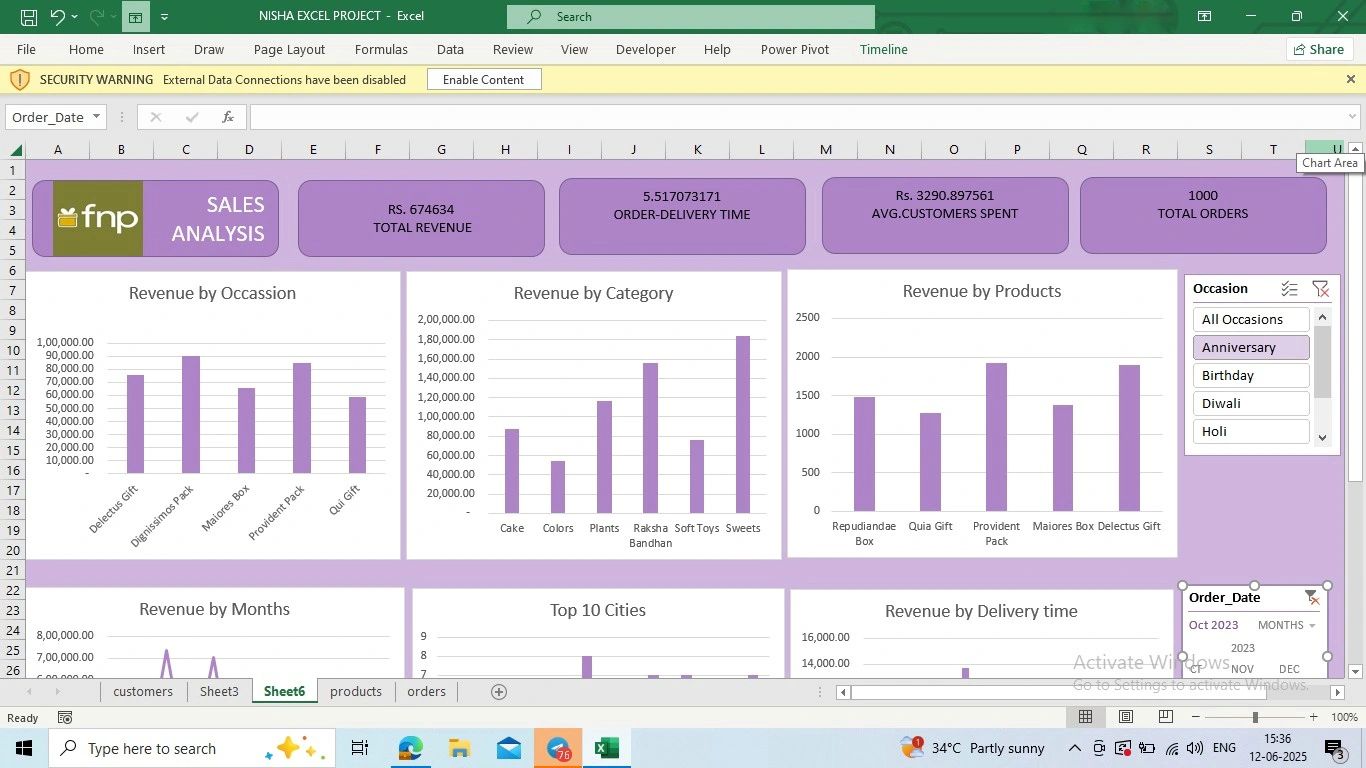 NISHA EXCEL PROJECT - Excel
Search
File Home Insert Draw Page Layout Formulas Data Review View Developer Help Power Pivot Timeline
Share
SECURITY WARNING External Data Connections have been disabled Enable Content
Order_Date
fx
A B C D E F G H I J K L M N O P Q R S T U
Chart Area
1
2
3
4
5
6
7
8
9
10
11
12
13
14
15
16
17
18
19
20
21
22
23
24
25
26
fnp
SALES
ANALYSIS
RS. 674634
TOTAL REVENUE
5.517073171
ORDER-DELIVERY TIME
Rs. 3290.897561
AVG.CUSTOMERS SPENT
1000
TOTAL ORDERS
Revenue by Occassion
1,00,000.00
90,000.00
80,000.00
70,000.00
60,000.00
50,000.00
40,000.00
30,000.00
20,000.00
10,000.00
-
Delectus Gift
Dignissimos Pack
Maiores Box
Provident Pack
Qui Gift
Revenue by Category
2,00,000.00
1,80,000.00
1,60,000.00
1,40,000.00
1,20,000.00
1,00,000.00
80,000.00
60,000.00
40,000.00
20,000.00
-
Cake Colors Plants Raksha Soft Toys Sweets
Bandhan
Revenue by Products
2500
2000
1500
1000
500
0
Repudiandae Quia Gift Provident Maiores Box Delectus Gift
Box Pack
Occasion
All Occasions
Anniversary
Birthday
Diwali
Holi
Revenue by Months
8,00,000.00
7,00,000.00
Top 10 Cities
9
8
7
Revenue by Delivery time
16,000.00
14,000.00
Order_Date
Oct 2023 MONTHS
2023
CT NOV DEC
Activate Windows
Go to Settings to activate Windows.
customers Sheet3 Sheet6 products orders
Ready
100%
Type here to search
76
1
34°C Partly sunny
ENG
15:36
12-06-2025
3